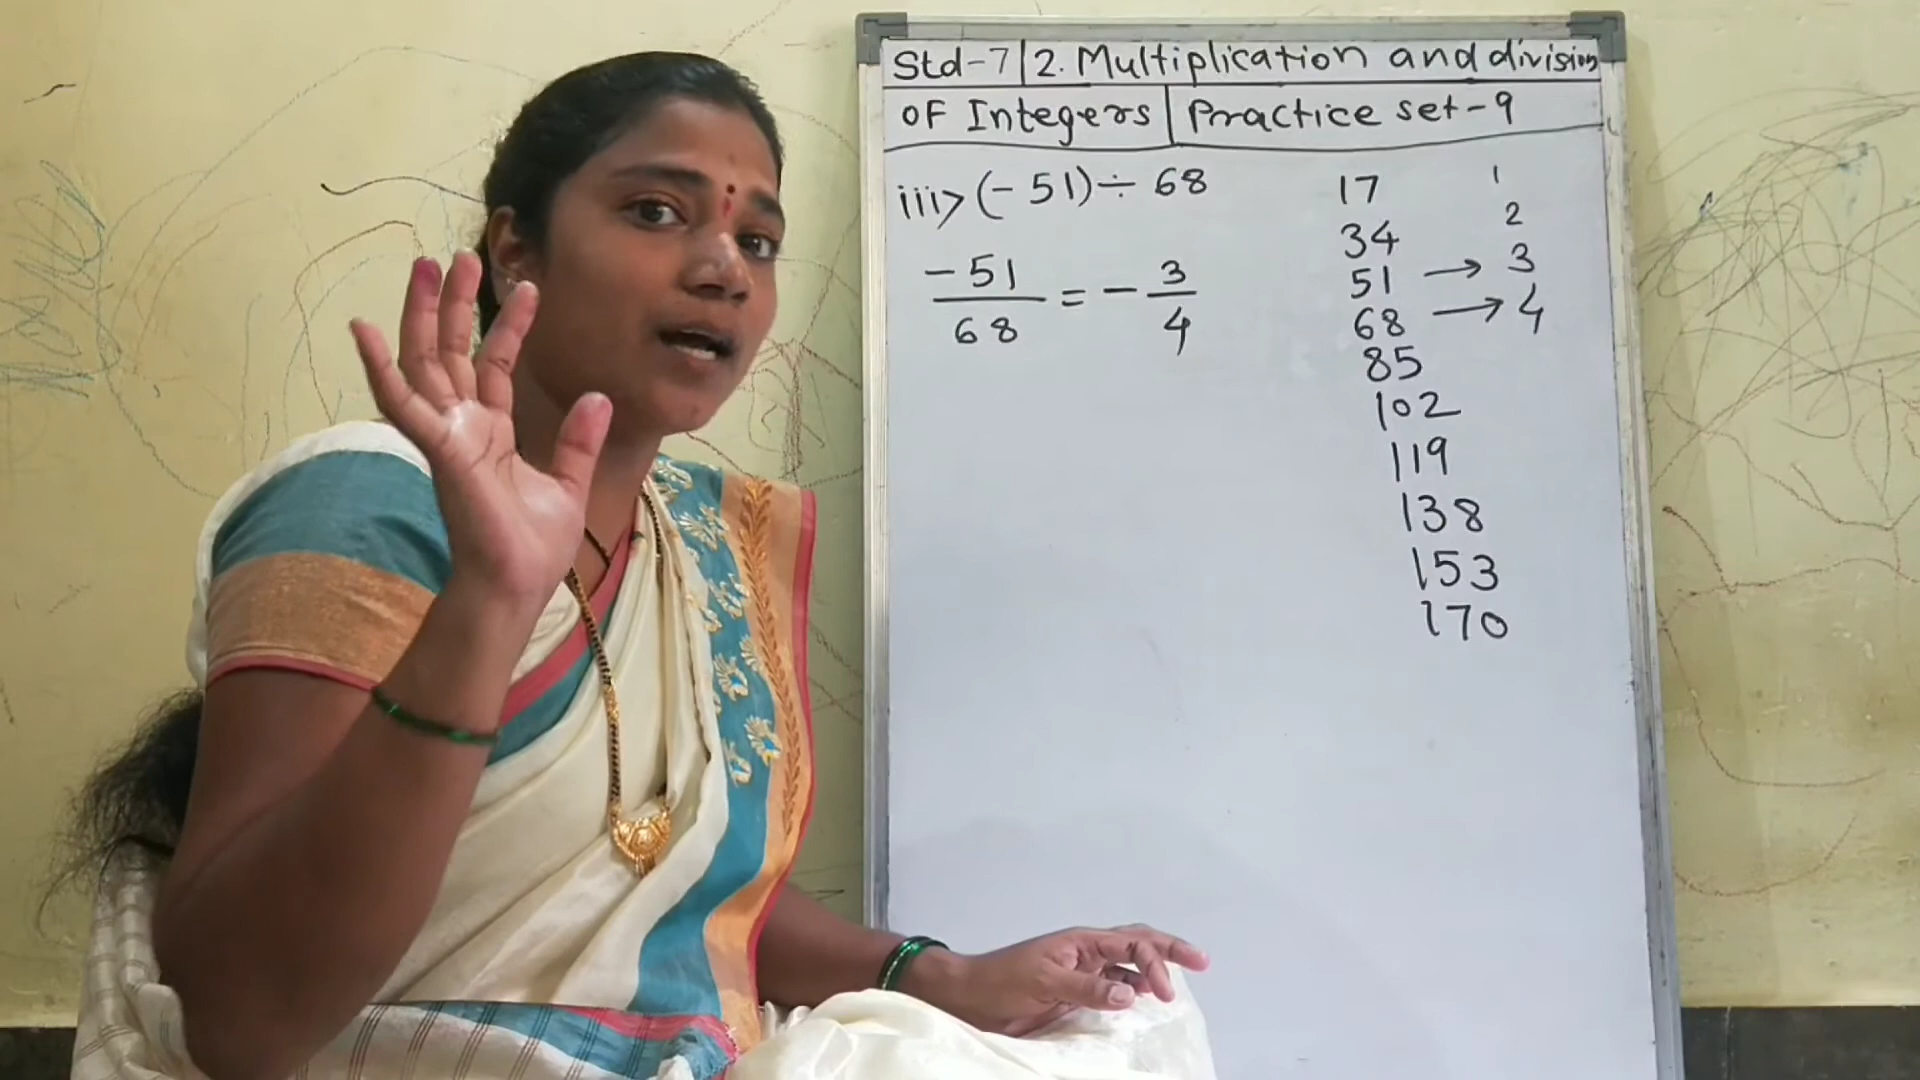 Std-7 | 2. Multiplication and division
of Integers | Practice set-9
iii> (-51) ÷ 68
-51/68 = -3/4
17 1
34 2
51 → 3
68 → 4
85
102
119
138
153
170